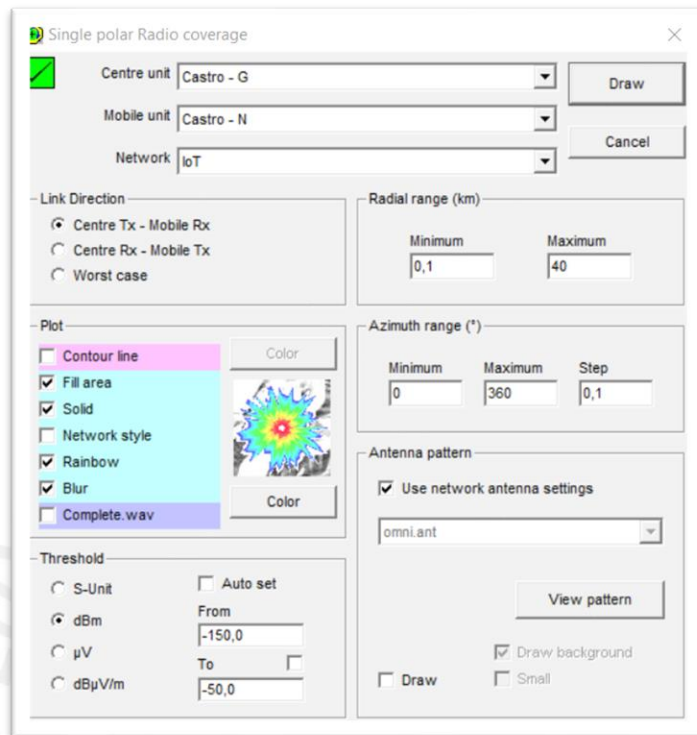 Single polar Radio coverage
Centre unit Castro - G Draw
Mobile unit Castro - N
Cancel
Network IoT
Link Direction
Centre Tx - Mobile Rx
Centre Rx - Mobile Tx
Worst case
Radial range (km)
Minimum Maximum
0,1 40
Plot
Contour line Color
Fill area
Solid
Network style
Rainbow
Blur
Color
Complete.wav
Azimuth range (°)
Minimum Maximum Step
0 360 0,1
Antenna pattern
Use network antenna settings
omni.ant
View pattern
Draw background
Draw Small
Threshold
S-Unit Auto set
dBm From
-150,0
µV
To
dBµV/m -50,0